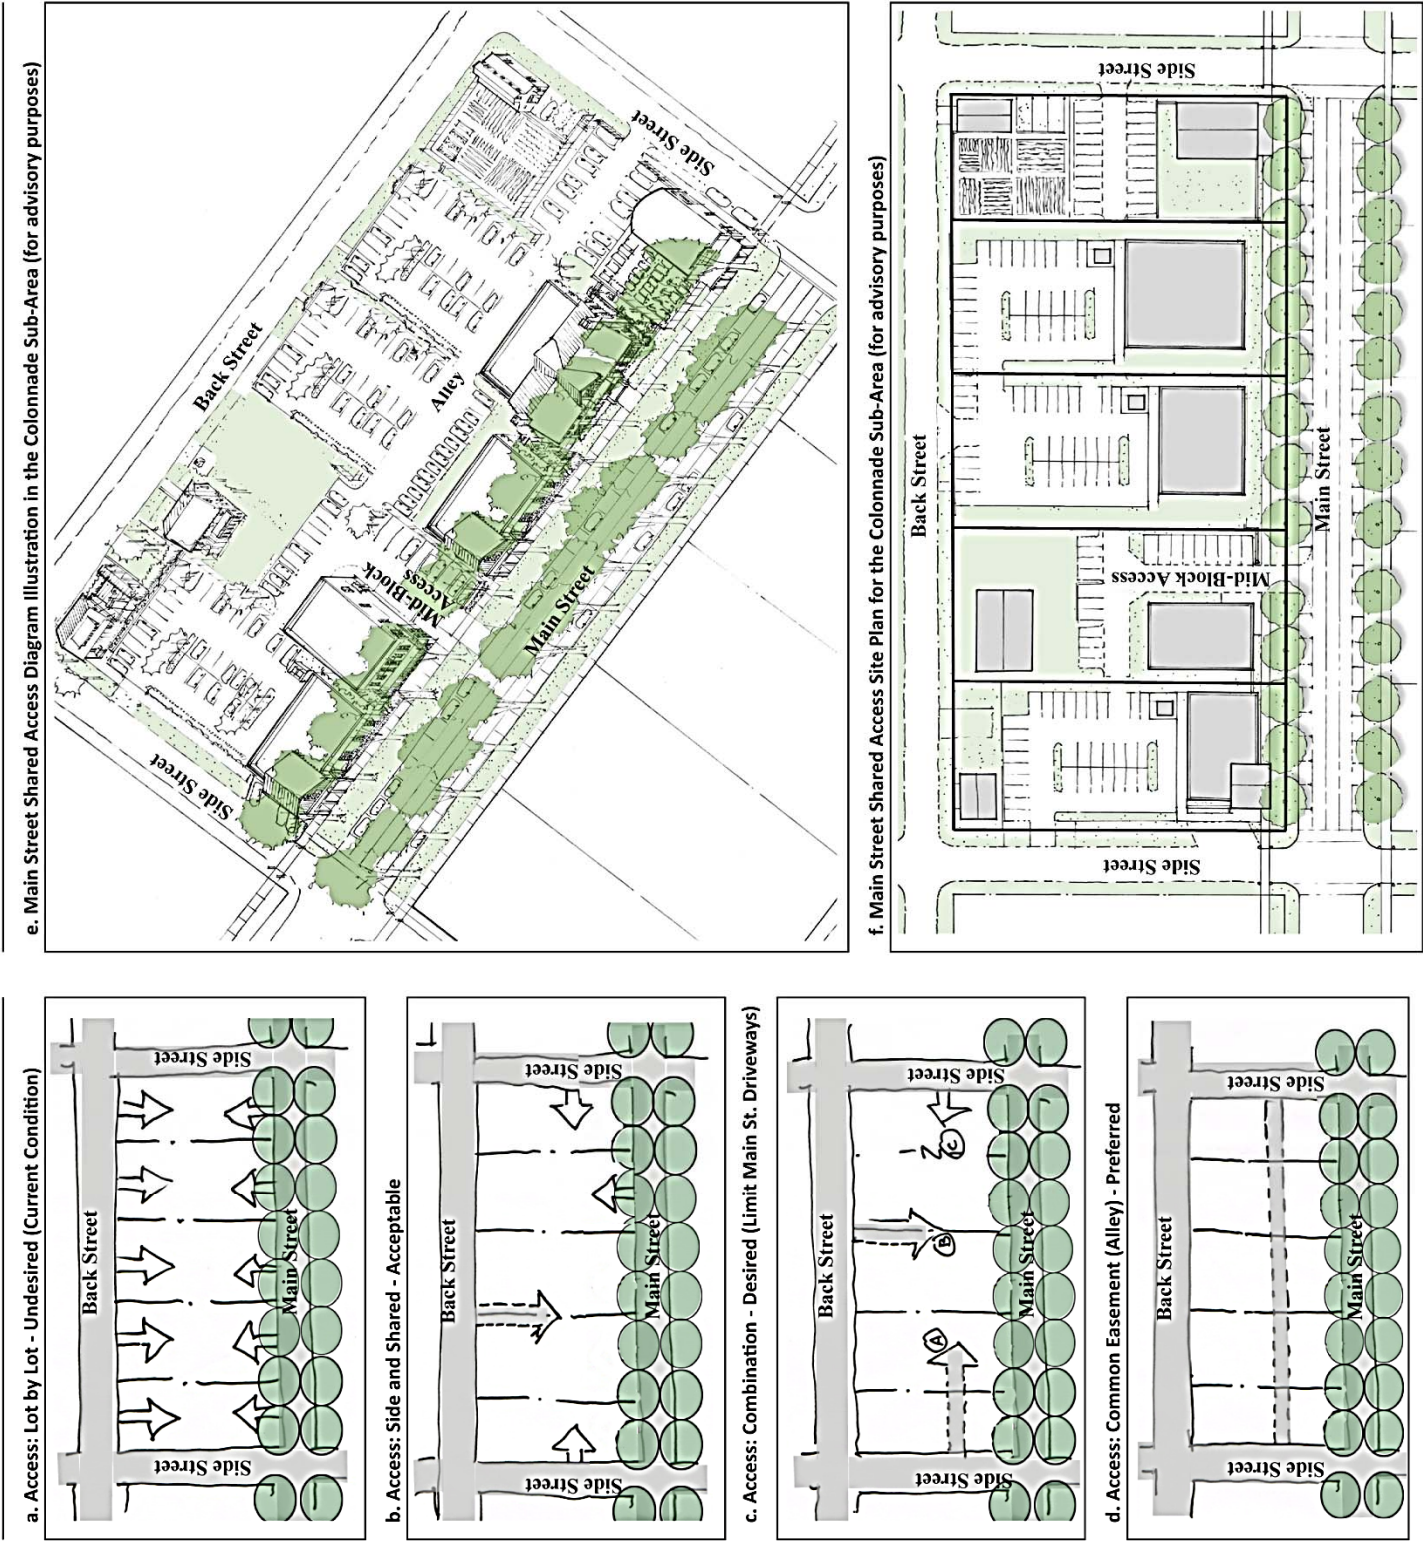 a. Access: Lot by Lot - Undesired (Current Condition)
Back Street
Side Street
Side Street
Main Street
b. Access: Side and Shared - Acceptable
Back Street
Side Street
Side Street
Main Street
c. Access: Combination - Desired (Limit Main St. Driveways)
Back Street
Side Street
Side Street
A
B
C
Main Street
d. Access: Common Easement (Alley) - Preferred
Back Street
Side Street
Side Street
Main Street
e. Main Street Shared Access Diagram Illustration in the Colonnade Sub-Area (for advisory purposes)
Back Street
Side Street
Alley
Side Street
Mid-Block
Access
Main Street
f. Main Street Shared Access Site Plan for the Colonnade Sub-Area (for advisory purposes)
Back Street
Side Street
Mid-Block Access
Side Street
Main Street